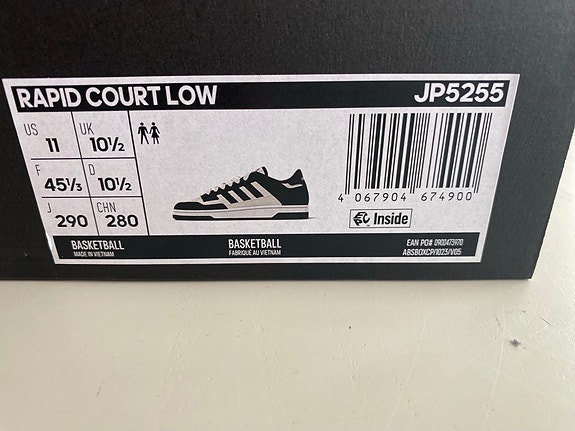 RAPID COURT LOW JP5255
US 11 UK 10½
F 45⅓ D 10½
J 290 CHN 280
4 067904 674900
Inside
BASKETBALL BASKETBALL EAN PO# 0900473970
MADE IN VIETNAM FABRIQUÉ AU VIETNAM ABSBOXCP/1023/V05